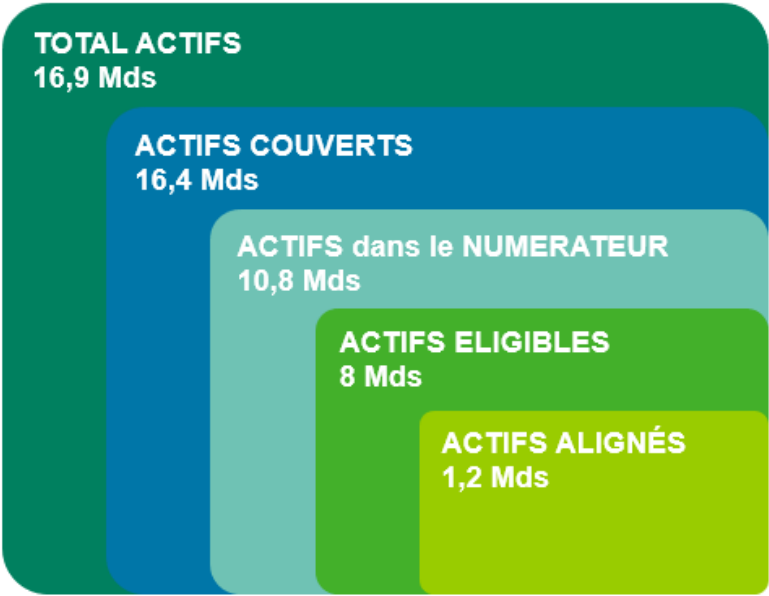 TOTAL ACTIFS
16,9 Mds
ACTIFS COUVERTS
16,4 Mds
ACTIFS dans le NUMERATEUR
10,8 Mds
ACTIFS ELIGIBLES
8 Mds
ACTIFS ALIGNÉS
1,2 Mds